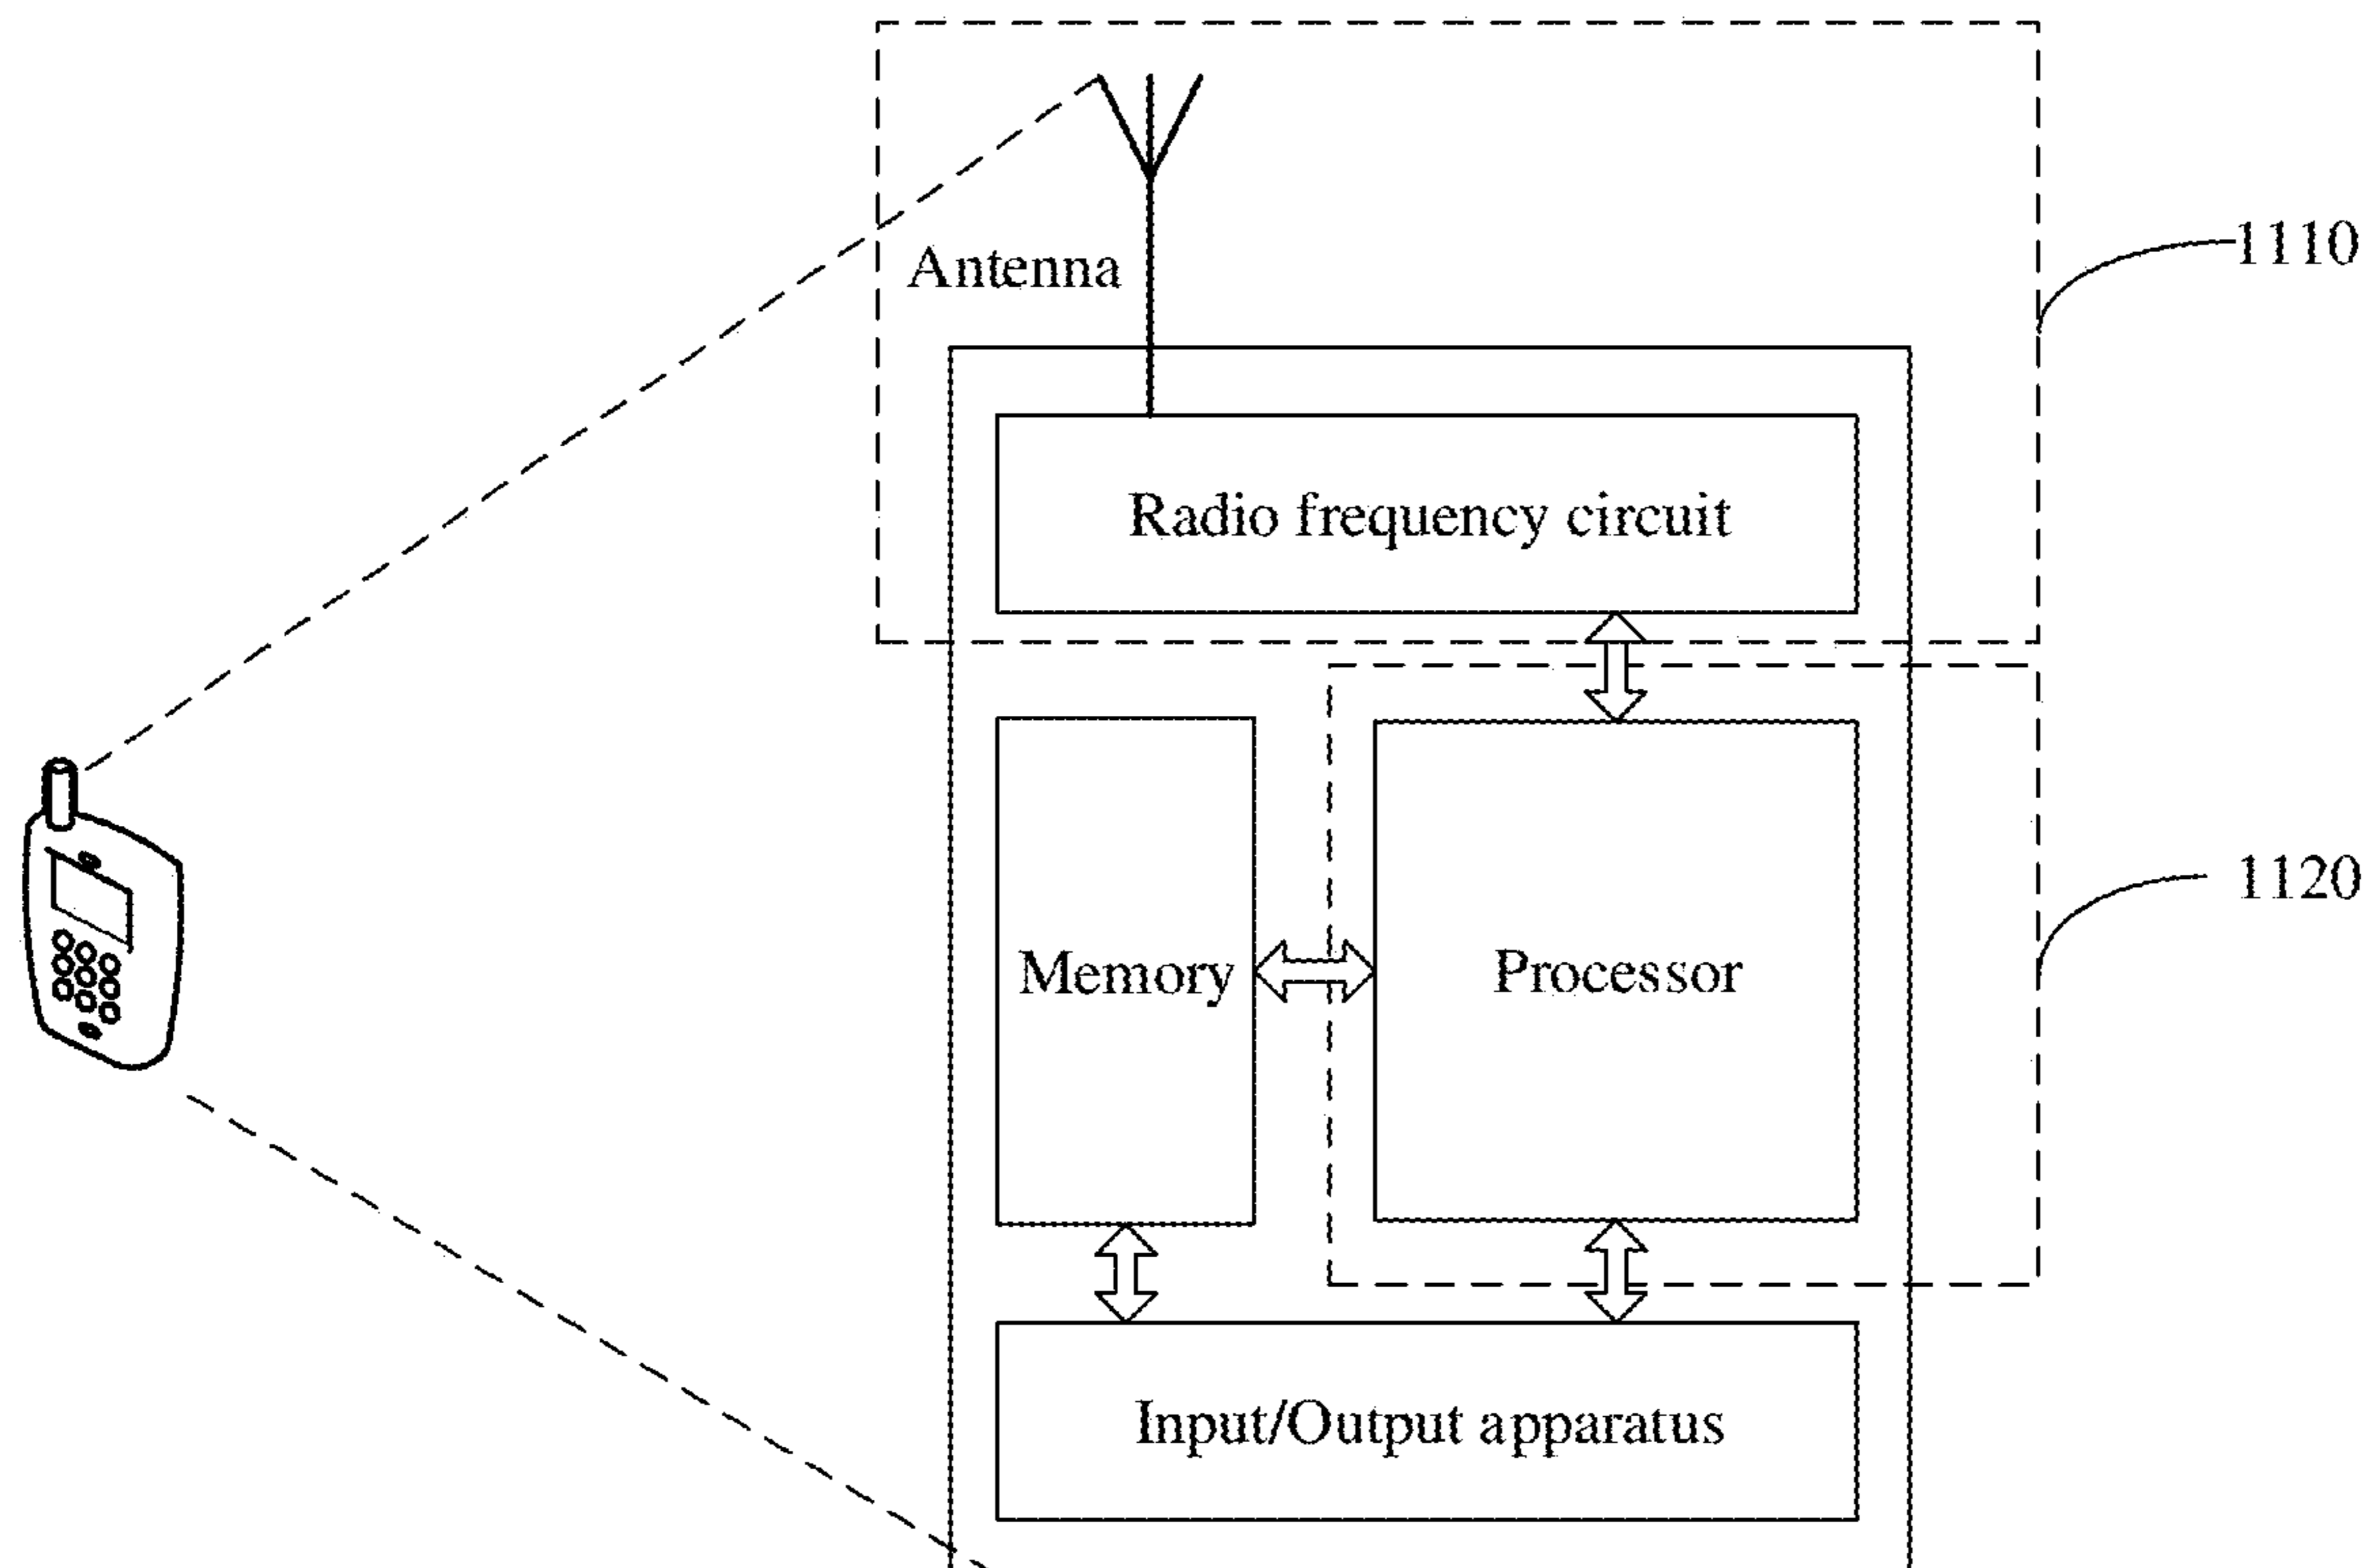 Antenna
1110
Radio frequency circuit
Memory
Processor
1120
Input/Output apparatus